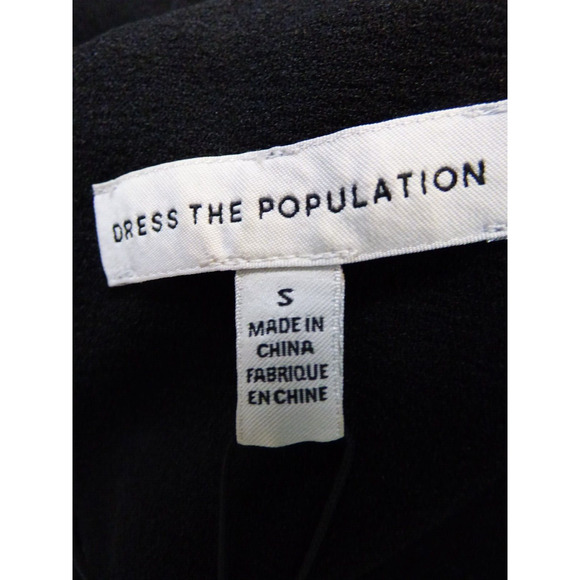 DRESS THE POPULATION
S
MADE IN
CHINA
FABRIQUE
EN CHINE